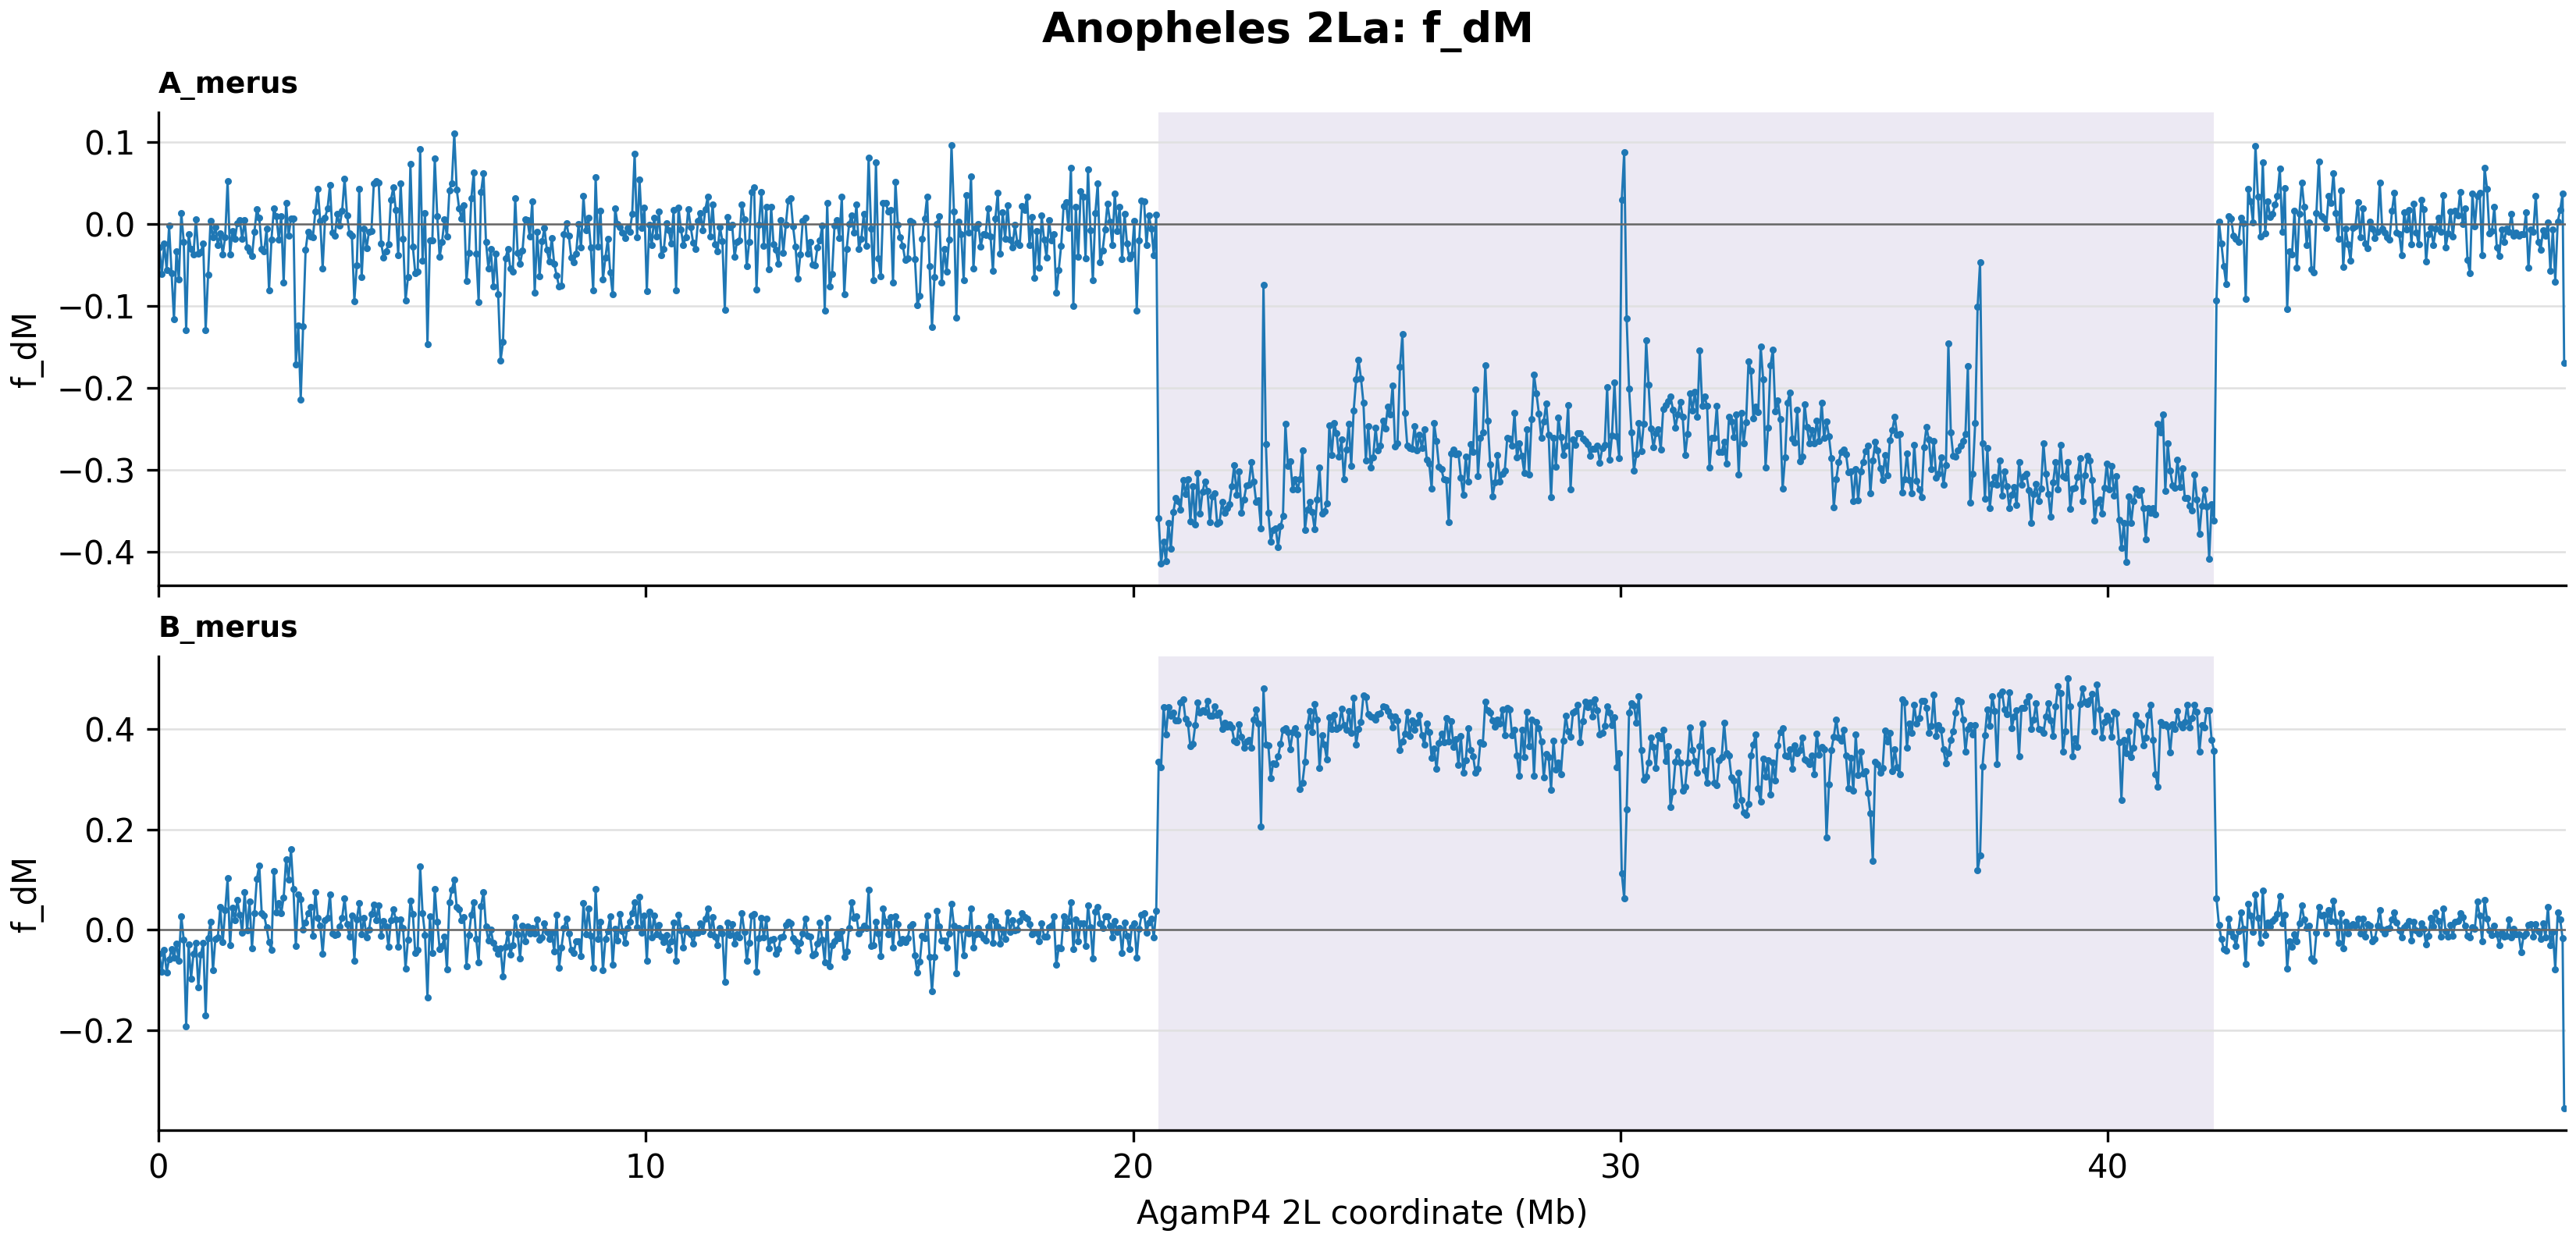 Anopheles 2La: f_dM
A_merus
0.1
0.0
−0.1
−0.2
−0.3
−0.4
f_dM
B_merus
0.4
0.2
0.0
−0.2
f_dM
0 10 20 30 40
AgamP4 2L coordinate (Mb)